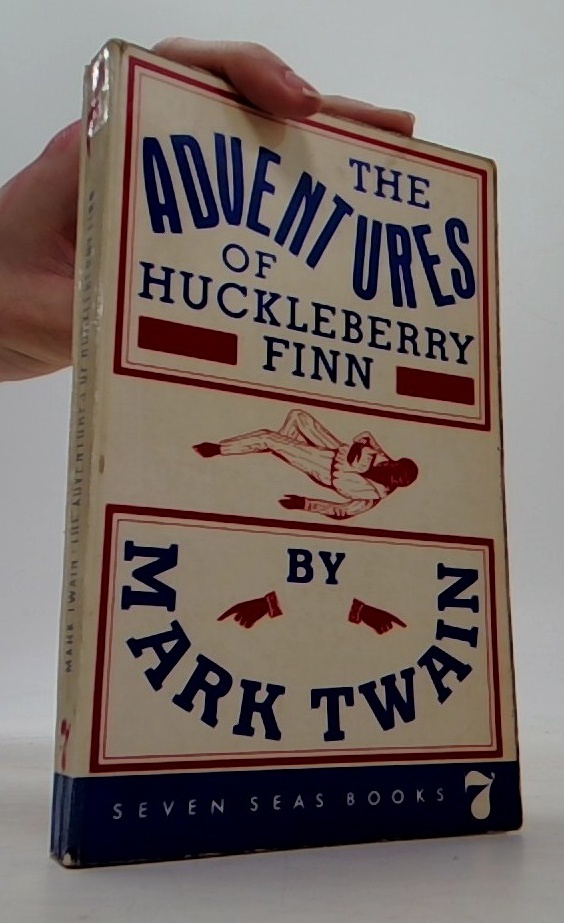 THE
ADVENTURES
OF
HUCKLEBERRY
FINN
BY
MARK TWAIN
SEVEN SEAS BOOKS 7
MARK TWAIN · THE ADVENTURES OF HUCKLEBERRY FINN
7